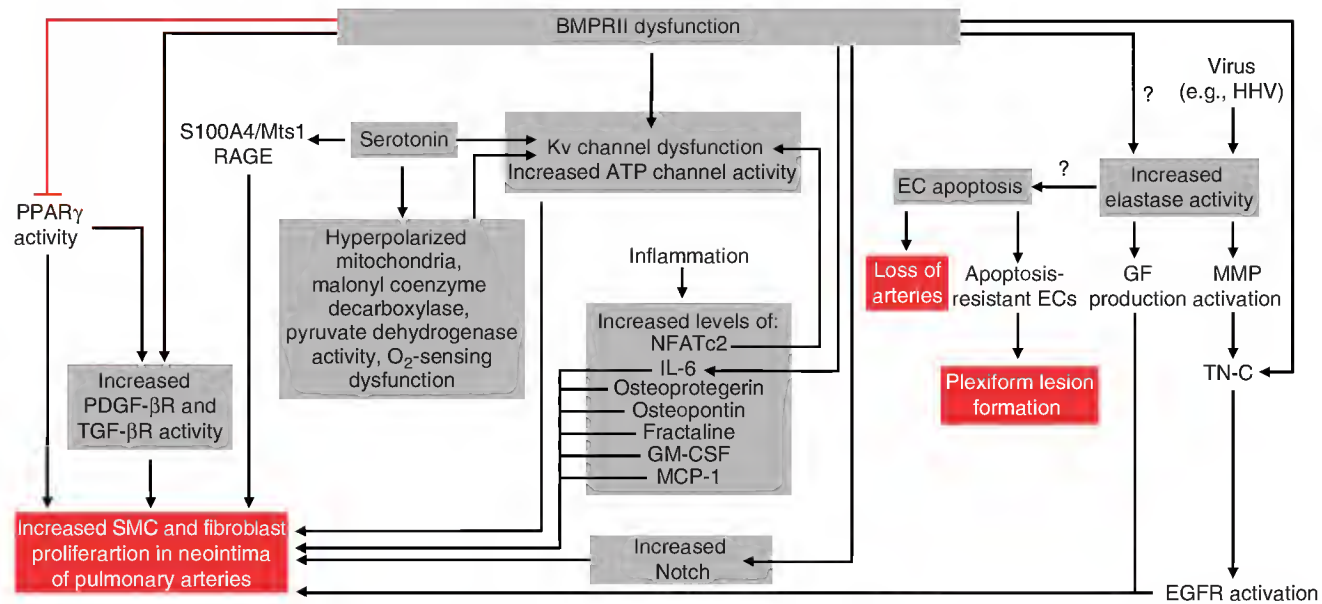 BMPRII dysfunction
Virus
(e.g., HHV)
?
S100A4/Mts1
RAGE
Serotonin
Kv channel dysfunction
Increased ATP channel activity
EC apoptosis
?
Increased
elastase activity
PPARγ
activity
Hyperpolarized
mitochondria,
malonyl coenzyme
decarboxylase,
pyruvate dehydrogenase
activity, O₂-sensing
dysfunction
Inflammation
Increased levels of:
NFATc2
IL-6
Osteoprotegerin
Osteopontin
Fractaline
GM-CSF
MCP-1
Loss of
arteries
Apoptosis-
resistant ECs
GF
production
MMP
activation
Plexiform lesion
formation
TN-C
Increased
PDGF-βR and
TGF-βR activity
Increased SMC and fibroblast
proliferartion in neointima
of pulmonary arteries
Increased
Notch
EGFR activation